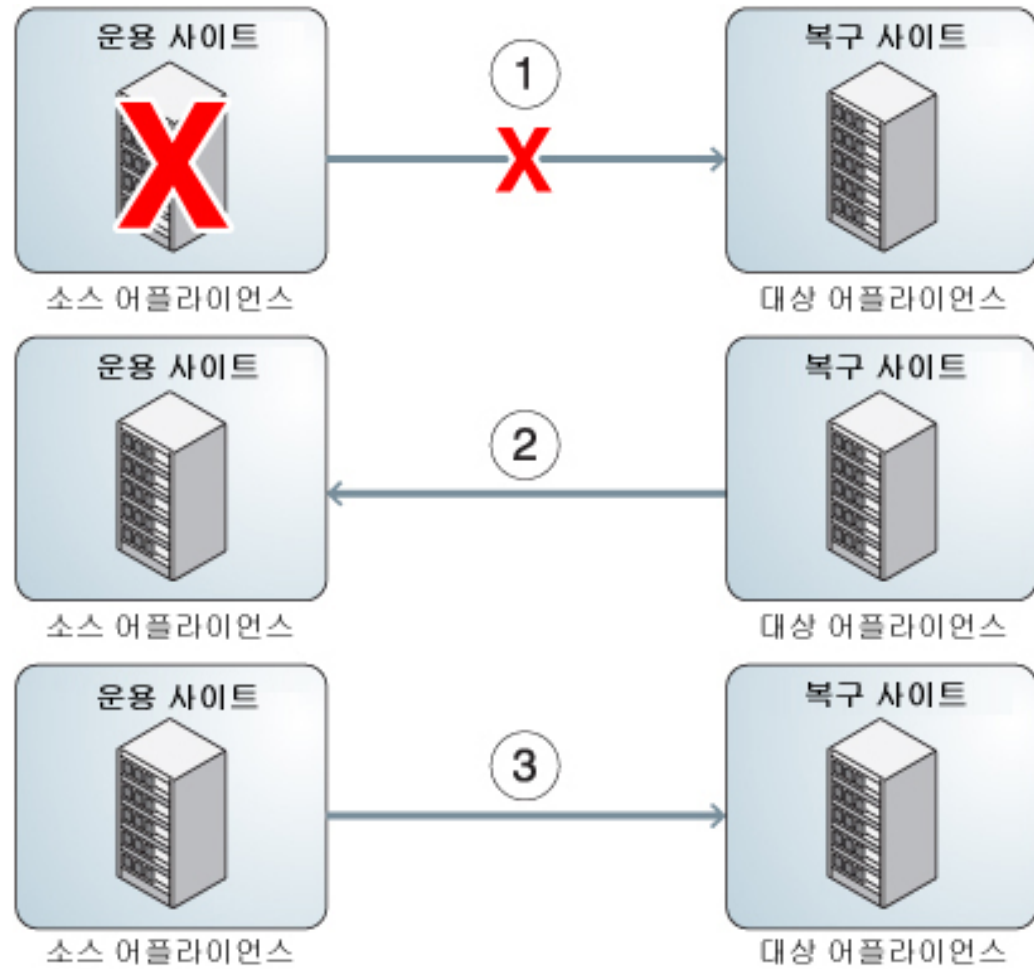 운용 사이트
복구 사이트
1
X
X
소스 어플라이언스
대상 어플라이언스
운용 사이트
복구 사이트
2
소스 어플라이언스
대상 어플라이언스
운용 사이트
복구 사이트
3
소스 어플라이언스
대상 어플라이언스